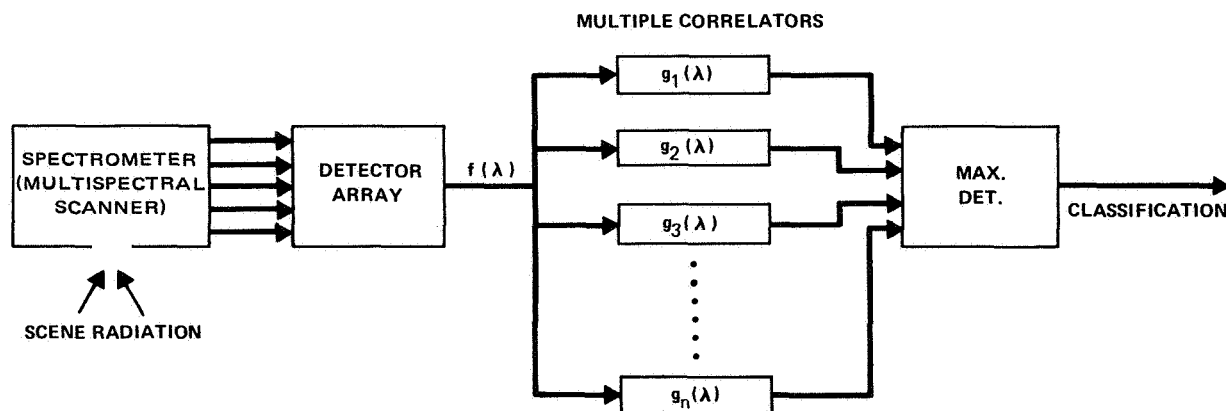 MULTIPLE CORRELATORS
g₁(λ)
SPECTROMETER
(MULTISPECTRAL
SCANNER)
DETECTOR
ARRAY
f(λ)
g₂(λ)
g₃(λ)
gₙ(λ)
MAX.
DET.
CLASSIFICATION
SCENE RADIATION